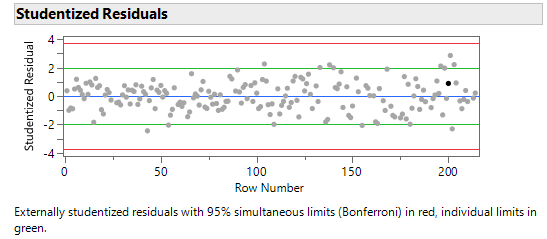 Studentized Residuals
Studentized Residual
4
2
0
-2
-4
0
50
100
150
200
Row Number
Externally studentized residuals with 95% simultaneous limits (Bonferroni) in red, individual limits in
green.